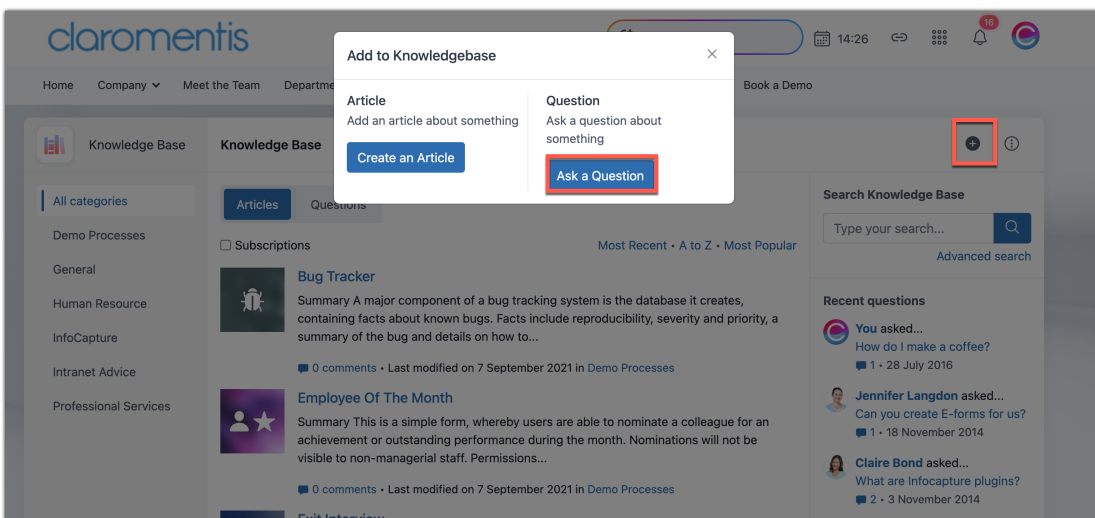 claromentis
14:26
16
Home
Company
Meet the Team
Departme
Book a Demo
Add to Knowledgebase
Article
Add an article about something
Create an Article
Question
Ask a question about
something
Ask a Question
Knowledge Base
Knowledge Base
All categories
Demo Processes
General
Human Resource
InfoCapture
Intranet Advice
Professional Services
Articles
Questions
Subscriptions
Most Recent • A to Z • Most Popular
Bug Tracker
Summary A major component of a bug tracking system is the database it creates,
containing facts about known bugs. Facts include reproducibility, severity and priority, a
summary of the bug and details on how to...
0 comments • Last modified on 7 September 2021 in Demo Processes
Employee Of The Month
Summary This is a simple form, whereby users are able to nominate a colleague for an
achievement or outstanding performance during the month. Nominations will not be
visible to non-managerial staff. Permissions...
0 comments • Last modified on 7 September 2021 in Demo Processes
Exit Interview
Search Knowledge Base
Type your search...
Advanced search
Recent questions
You asked...
How do I make a coffee?
1 • 28 July 2016
Jennifer Langdon asked...
Can you create E-forms for us?
1 • 18 November 2014
Claire Bond asked...
What are Infocapture plugins?
2 • 3 November 2014